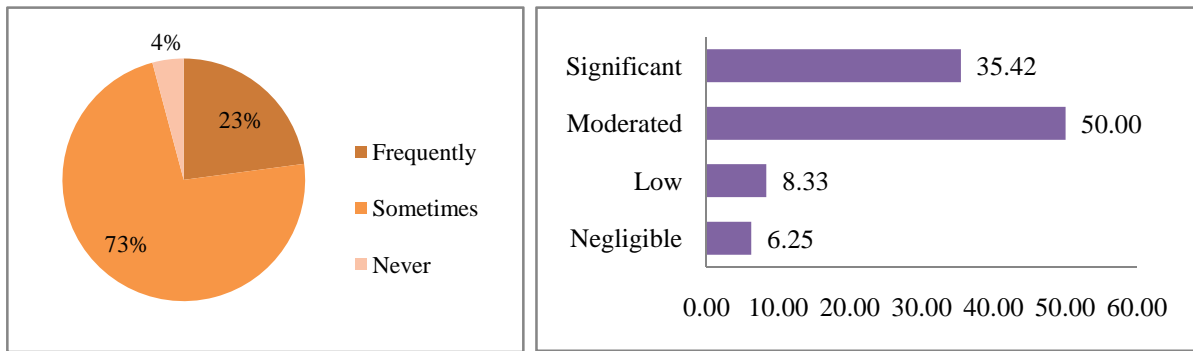 4%
23%
73%
Frequently
Sometimes
Never
Significant 35.42
Moderated 50.00
Low 8.33
Negligible 6.25
0.00 10.00 20.00 30.00 40.00 50.00 60.00